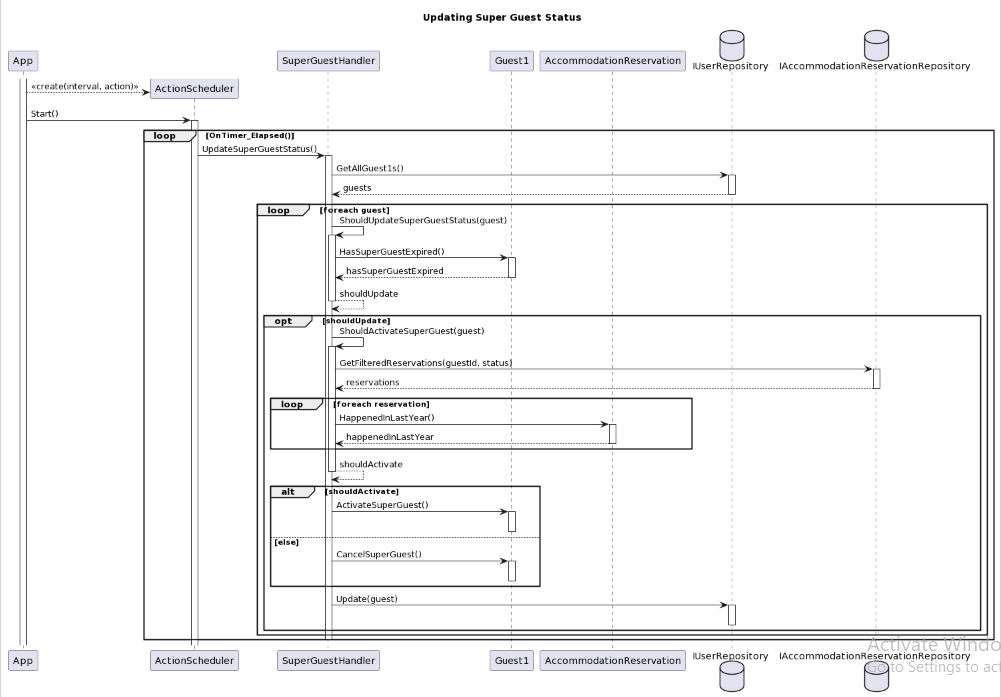 Updating Super Guest Status
App
SuperGuestHandler
Guest1
AccommodationReservation
IUserRepository
IAccommodationReservationRepository
«create(interval, action)»
ActionScheduler
Start()
loop [OnTimer_Elapsed()]
UpdateSuperGuestStatus()
GetAllGuest1s()
guests
loop [foreach guest]
ShouldUpdateSuperGuestStatus(guest)
HasSuperGuestExpired()
hasSuperGuestExpired
shouldUpdate
opt [shouldUpdate]
ShouldActivateSuperGuest(guest)
GetFilteredReservations(guestId, status)
reservations
loop [foreach reservation]
HappenedInLastYear()
happenedInLastYear
shouldActivate
alt [shouldActivate]
ActivateSuperGuest()
[else]
CancelSuperGuest()
Update(guest)
App
ActionScheduler
SuperGuestHandler
Guest1
AccommodationReservation
IUserRepository
IAccommodationReservationRepository
Activate Windo
Go to Settings to act